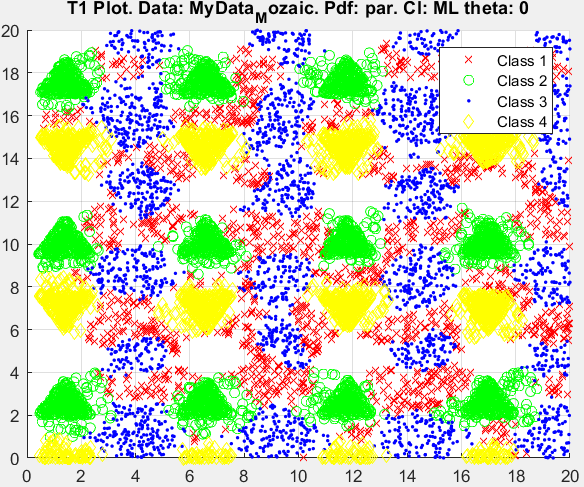 T1 Plot. Data: MyData_Mozaic. Pdf: par. Cl: ML theta: 0
20
18
16
14
12
10
8
6
4
2
0
Class 1
Class 2
Class 3
Class 4
0 2 4 6 8 10 12 14 16 18 20